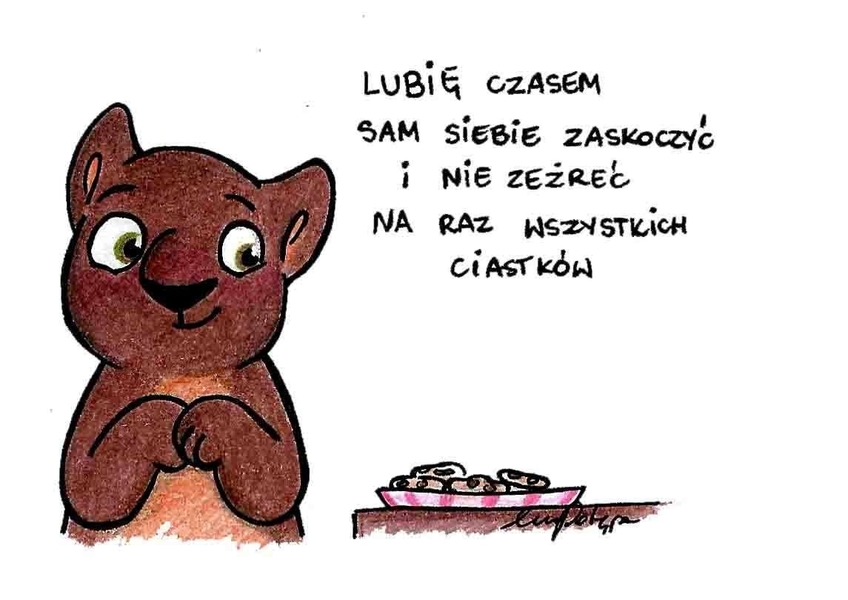 LUBIĘ CZASEM
SAM SIEBIE ZASKOCZYĆ
I NIE ZEŻREĆ
NA RAZ WSZYSTKICH
CIASTKÓW